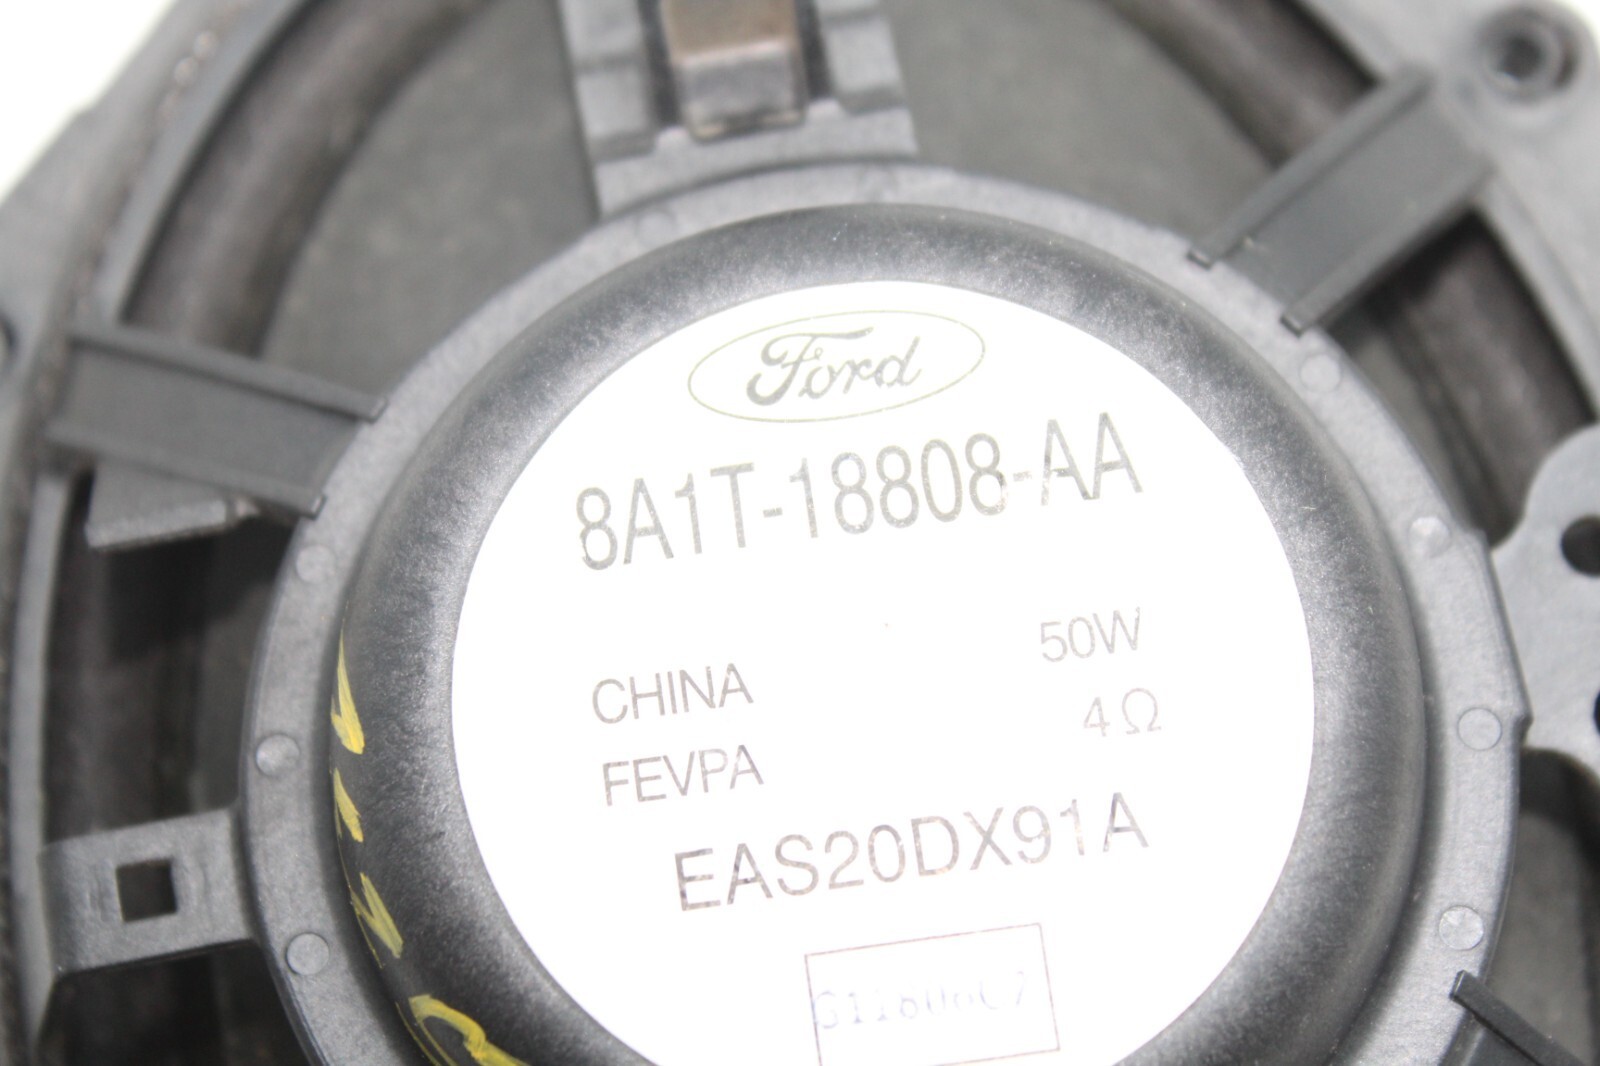 Ford
8A1T-18808-AA
CHINA 50W
FEVPA 4Ω
EAS20DX91A